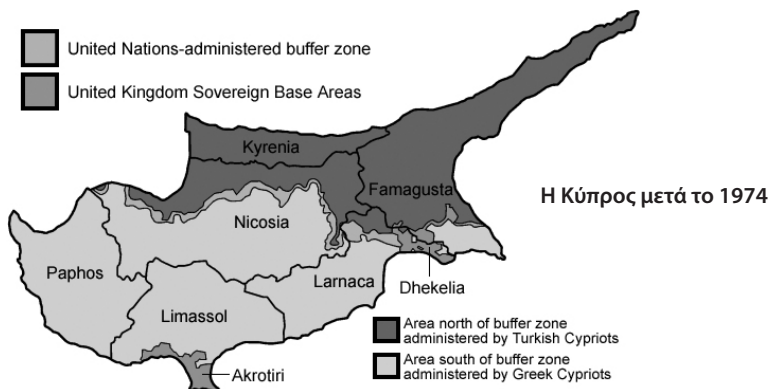 United Nations-administered buffer zone
United Kingdom Sovereign Base Areas
Kyrenia
Famagusta
Η Κύπρος μετά το 1974
Nicosia
Paphos
Larnaca
Dhekelia
Limassol
Area north of buffer zone
administered by Turkish Cypriots
Area south of buffer zone
administered by Greek Cypriots
Akrotiri